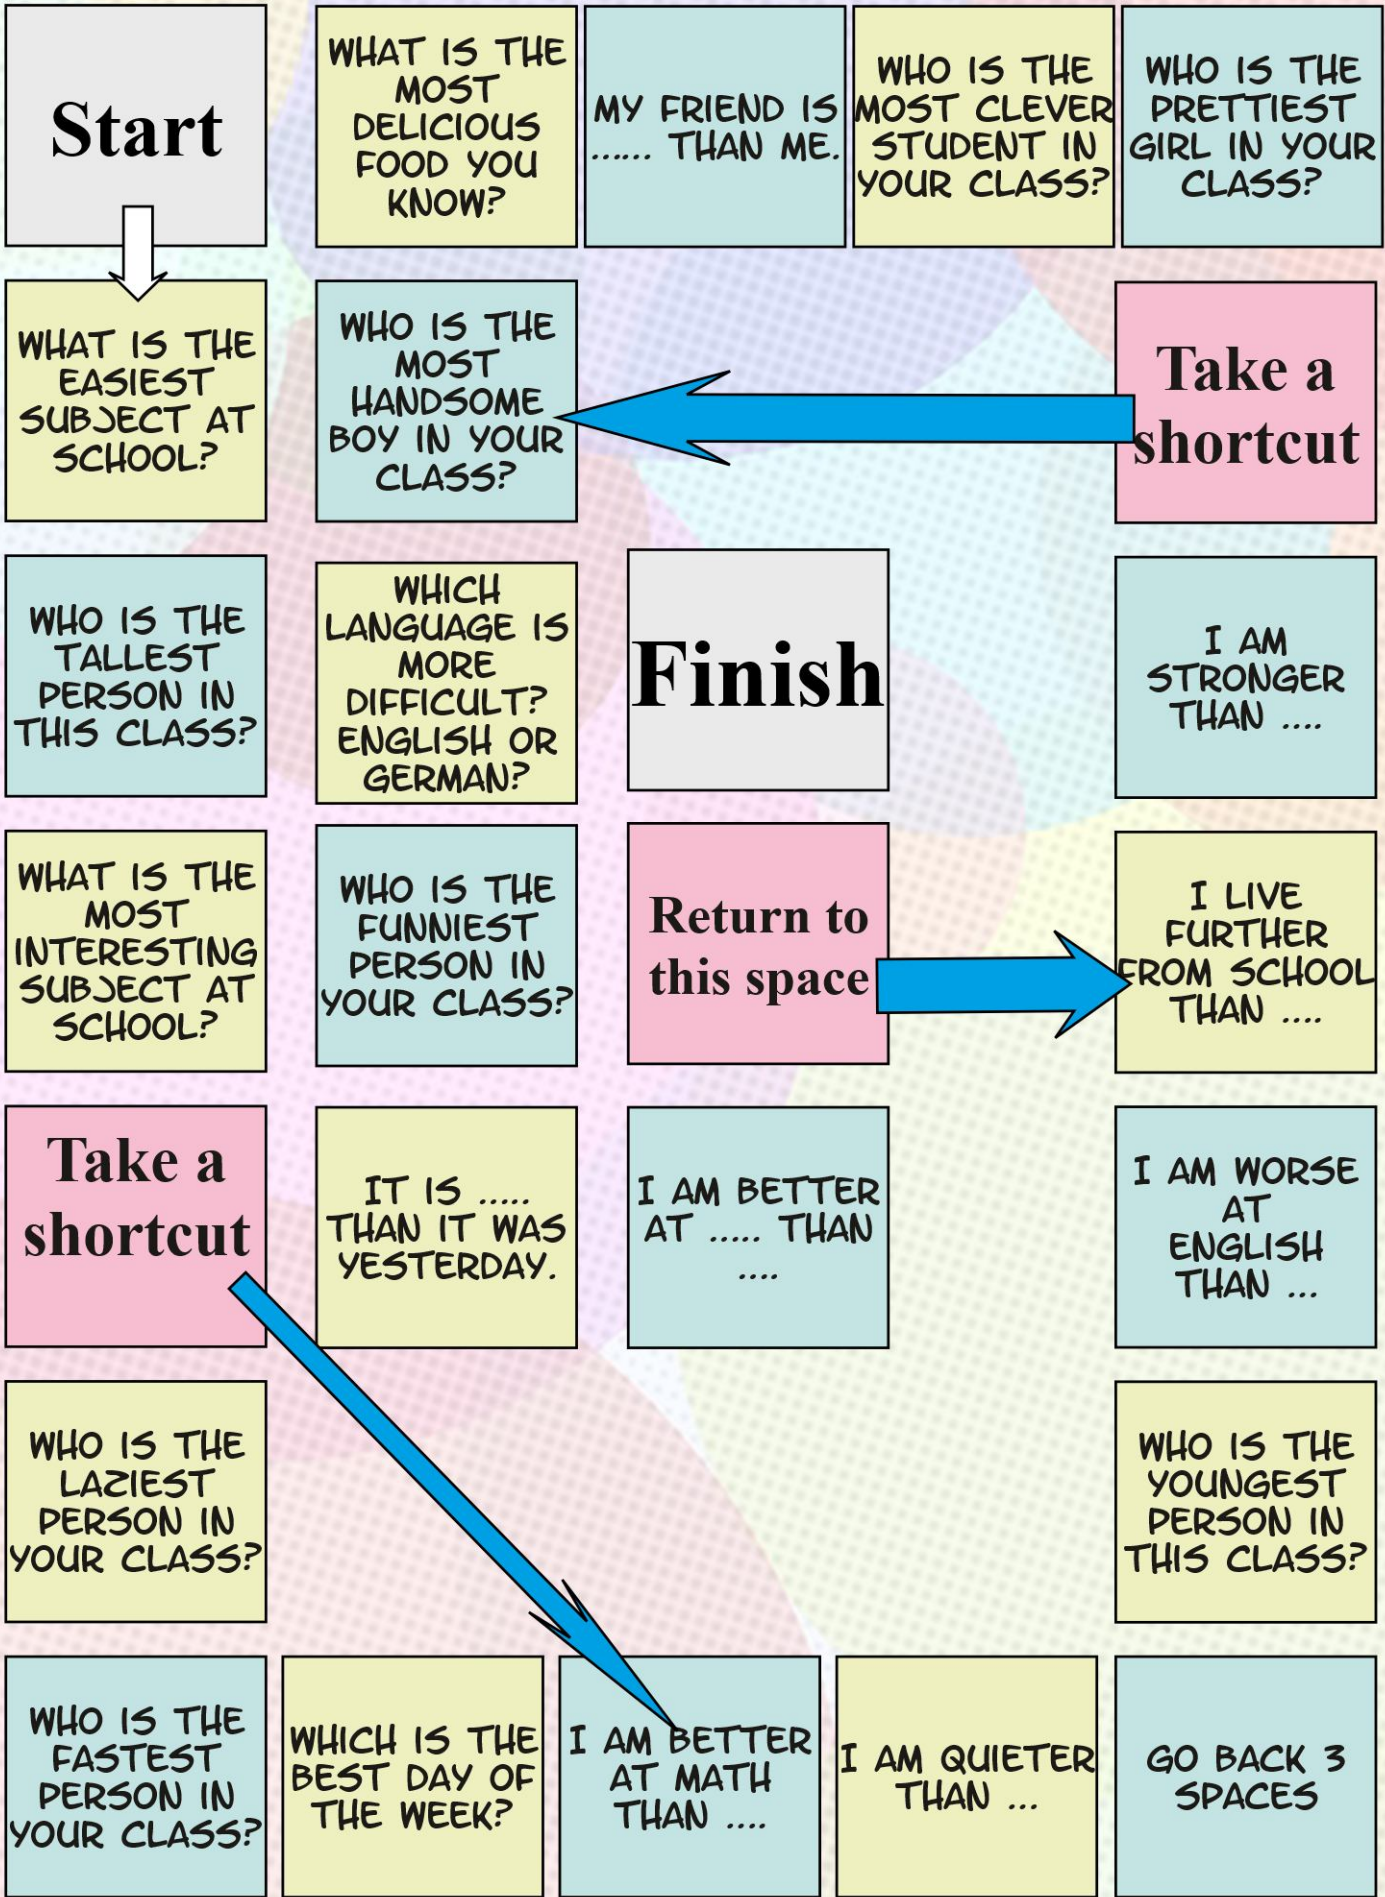 Start
WHAT IS THE
MOST
DELICIOUS
FOOD YOU
KNOW?
MY FRIEND IS
...... THAN ME.
WHO IS THE
MOST CLEVER
STUDENT IN
YOUR CLASS?
WHO IS THE
PRETTIEST
GIRL IN YOUR
CLASS?
WHAT IS THE
EASIEST
SUBJECT AT
SCHOOL?
WHO IS THE
MOST
HANDSOME
BOY IN YOUR
CLASS?
Take a
shortcut
WHO IS THE
TALLEST
PERSON IN
THIS CLASS?
WHICH
LANGUAGE IS
MORE
DIFFICULT?
ENGLISH OR
GERMAN?
Finish
I AM
STRONGER
THAN ....
WHAT IS THE
MOST
INTERESTING
SUBJECT AT
SCHOOL?
WHO IS THE
FUNNIEST
PERSON IN
YOUR CLASS?
Return to
this space
I LIVE
FURTHER
FROM SCHOOL
THAN ....
Take a
shortcut
IT IS .....
THAN IT WAS
YESTERDAY.
I AM BETTER
AT ..... THAN
....
I AM WORSE
AT
ENGLISH
THAN ...
WHO IS THE
LAZIEST
PERSON IN
YOUR CLASS?
WHO IS THE
YOUNGEST
PERSON IN
THIS CLASS?
WHO IS THE
FASTEST
PERSON IN
YOUR CLASS?
WHICH IS THE
BEST DAY OF
THE WEEK?
I AM BETTER
AT MATH
THAN ....
I AM QUIETER
THAN ...
GO BACK 3
SPACES